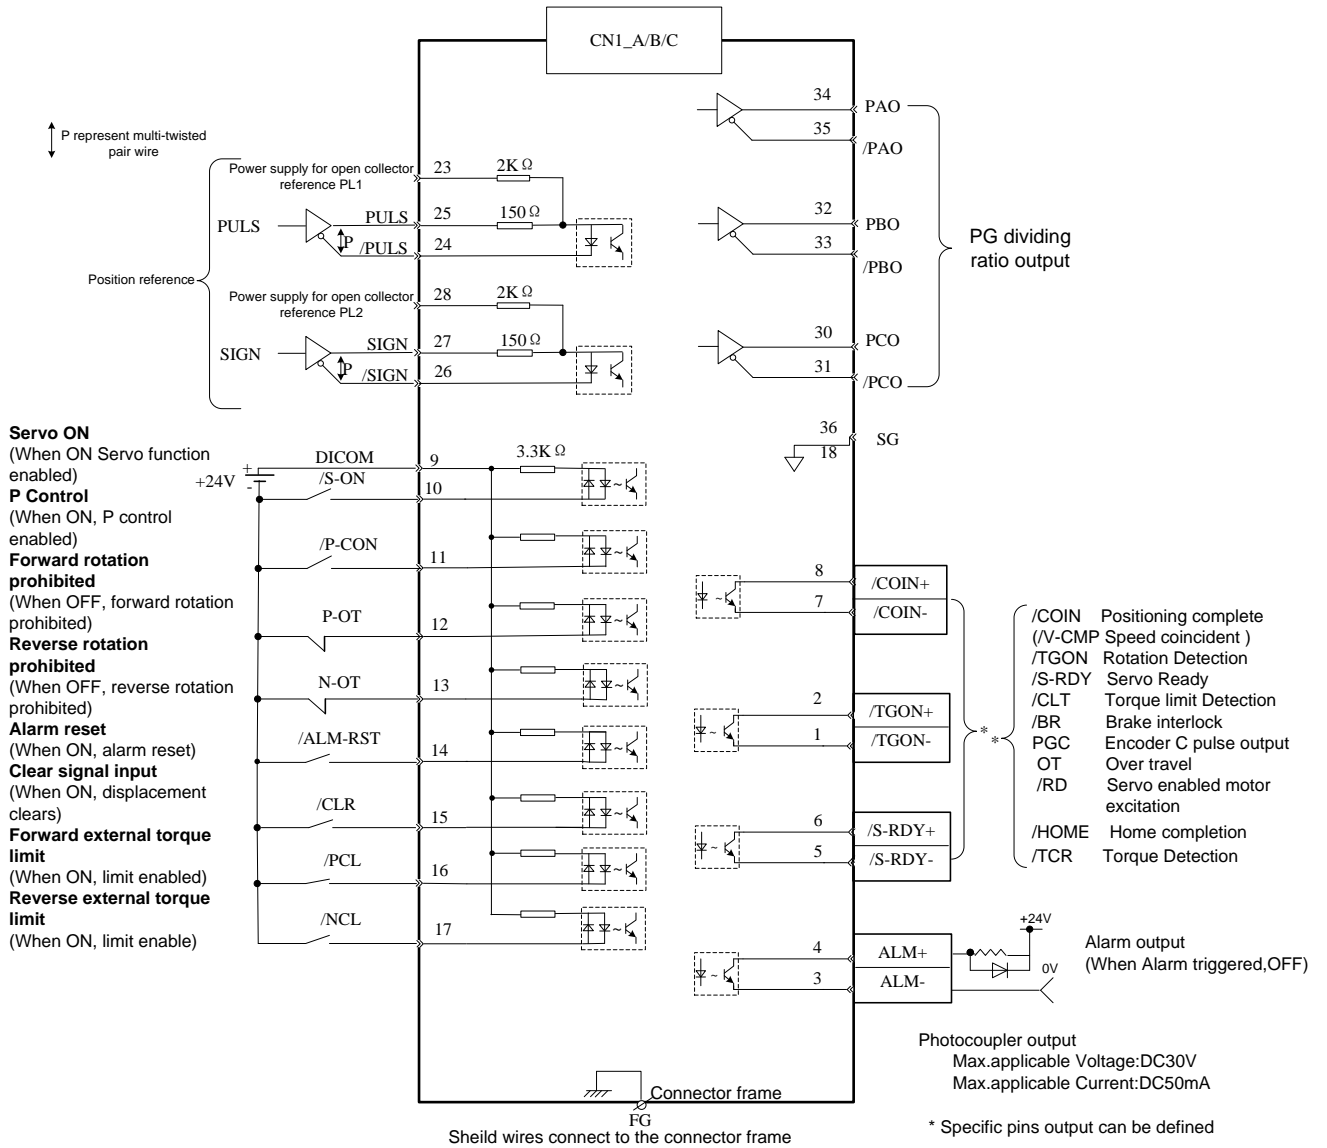 CN1_A/B/C
P represent multi-twisted
pair wire
Position reference
Power supply for open collector
reference PL1
23
2K Ω
PULS
PULS
25
150 Ω
P
/PULS
24
Power supply for open collector
reference PL2
28
2K Ω
SIGN
SIGN
27
150 Ω
P
/SIGN
26
34
PAO
35
/PAO
32
PBO
33
/PBO
30
PCO
31
/PCO
PG dividing
ratio output
36
SG
18
Servo ON
(When ON Servo function
enabled)
P Control
(When ON, P control
enabled)
Forward rotation
prohibited
(When OFF, forward rotation
prohibited)
Reverse rotation
prohibited
(When OFF, reverse rotation
prohibited)
Alarm reset
(When ON, alarm reset)
Clear signal input
(When ON, displacement
clears)
Forward external torque
limit
(When ON, limit enabled)
Reverse external torque
limit
(When ON, limit enable)
+24V
+
-
DICOM
9
3.3K Ω
/S-ON
10
/P-CON
11
P-OT
12
N-OT
13
/ALM-RST
14
/CLR
15
/PCL
16
/NCL
17
8
/COIN+
7
/COIN-
2
/TGON+
1
/TGON-
6
/S-RDY+
5
/S-RDY-
4
ALM+
3
ALM-
*
*
/COIN Positioning complete
(/V-CMP Speed coincident )
/TGON Rotation Detection
/S-RDY Servo Ready
/CLT Torque limit Detection
/BR Brake interlock
PGC Encoder C pulse output
OT Over travel
/RD Servo enabled motor
excitation
/HOME Home completion
/TCR Torque Detection
+24V
0V
Alarm output
(When Alarm triggered,OFF)
Photocoupler output
Max.applicable Voltage:DC30V
Max.applicable Current:DC50mA
* Specific pins output can be defined
Connector frame
FG
Sheild wires connect to the connector frame